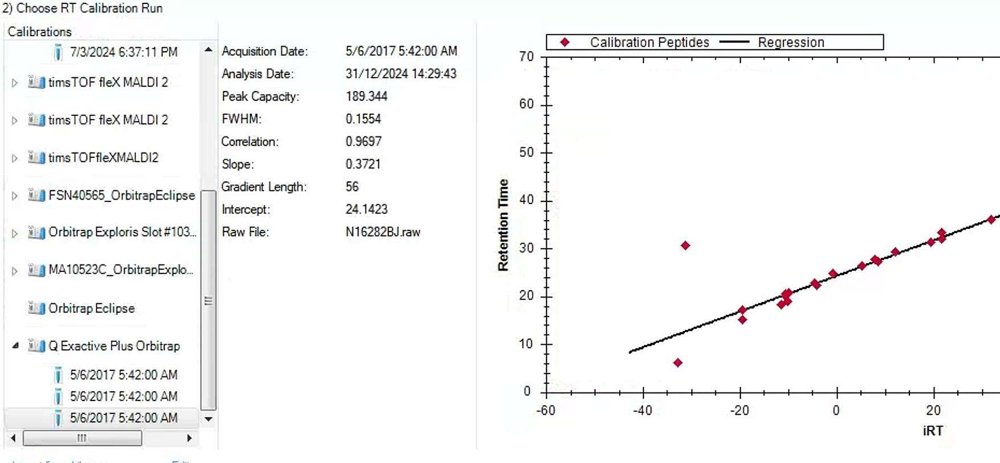 2) Choose RT Calibration Run
Calibrations
7/3/2024 6:37:11 PM
timsTOF fleX MALDI 2
timsTOF fleX MALDI 2
timsTOFfleXMALDI2
FSN40565_OrbitrapEclipse
Orbitrap Exploris Slot #103...
MA10523C_OrbitrapExplo...
Orbitrap Eclipse
Q Exactive Plus Orbitrap
5/6/2017 5:42:00 AM
5/6/2017 5:42:00 AM
5/6/2017 5:42:00 AM
Acquisition Date: 5/6/2017 5:42:00 AM
Analysis Date: 31/12/2024 14:29:43
Peak Capacity: 189.344
FWHM: 0.1554
Correlation: 0.9697
Slope: 0.3721
Gradient Length: 56
Intercept: 24.1423
Raw File: N16282BJ.raw
Calibration Peptides Regression
70
60
50
40
30
20
10
0
Retention Time
-60 -40 -20 0 20
iRT